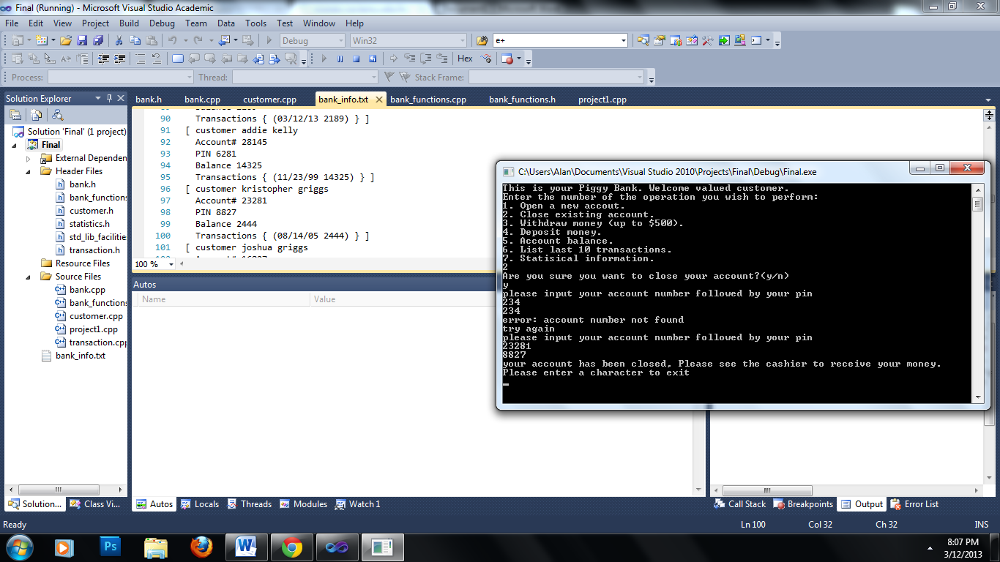 Final (Running) - Microsoft Visual Studio Academic
File Edit View Project Build Debug Team Data Tools Test Window Help
Debug Win32 e+
Hex
Process: Thread: Stack Frame:
Solution Explorer
Solution 'Final' (1 project)
Final
External Dependen
Header Files
bank.h
bank_functions
customer.h
statistics.h
std_lib_facilitie
transaction.h
Resource Files
Source Files
bank.cpp
bank_functions
customer.cpp
project1.cpp
transaction.cpp
bank_info.txt
Solution... Class Vi...
bank.h bank.cpp customer.cpp bank_info.txt bank_functions.cpp bank_functions.h project1.cpp
90 Transactions { (03/12/13 2189) } ]
91 [ customer addie kelly
92 Account# 28145
93 PIN 6281
94 Balance 14325
95 Transactions { (11/23/99 14325) } ]
96 [ customer kristopher griggs
97 Account# 23281
98 PIN 8827
99 Balance 2444
100 Transactions { (08/14/05 2444) } ]
101 [ customer joshua griggs
100 %
Autos
Name Value
Autos Locals Threads Modules Watch 1
C:\Users\Alan\Documents\Visual Studio 2010\Projects\Final\Debug\Final.exe
This is your Piggy Bank. Welcome valued customer.
Enter the number of the operation you wish to perform:
1. Open a new accout.
2. Close existing account.
3. Withdraw money (up to $500).
4. Deposit money.
5. Account balance.
6. List last 10 transactions.
7. Statisical information.
2
Are you sure you want to close your account?(y/n)
y
please input your account number followed by your pin
234
234
error: account number not found
try again
please input your account number followed by your pin
23281
8827
your account has been closed, Please see the cashier to receive your money.
Please enter a character to exit
Call Stack Breakpoints Output Error List
Ready Ln 100 Col 32 Ch 32 INS
Ps
W
8:07 PM
3/12/2013